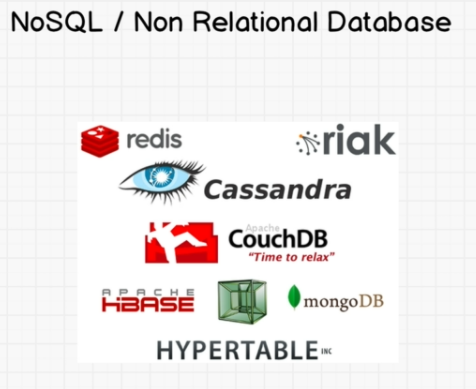 NoSQL / Non Relational Database
redis
riak
Cassandra
Apache
CouchDB
"Time to relax"
APACHE
HBASE
mongoDB
HYPERTABLE INC